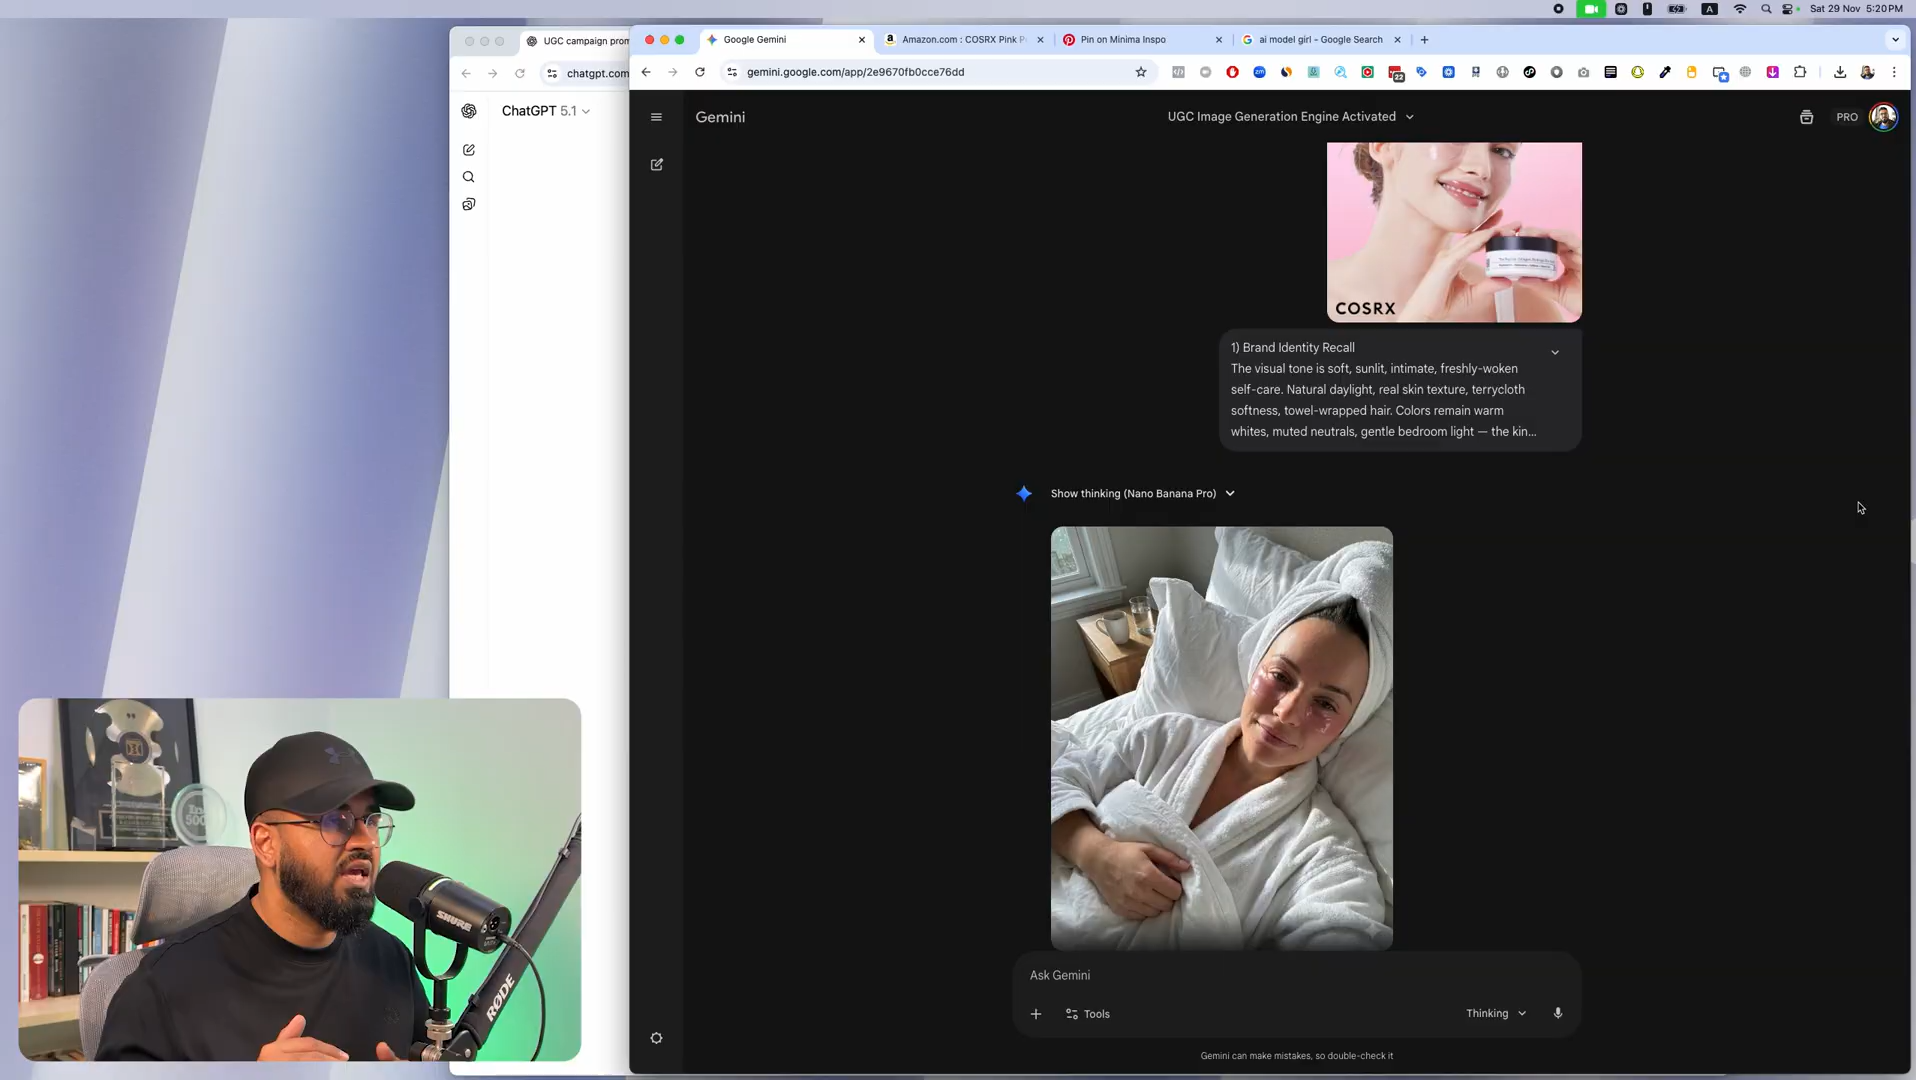 Sat 29 Nov 5:20 PM
UGC campaign prom
Google Gemini
Amazon.com : COSRX Pink P
Pin on Minima Inspo
ai model girl - Google Search
chatgpt.com
gemini.google.com/app/2e9670fb0cce76dd
22
ChatGPT 5.1
Gemini
UGC Image Generation Engine Activated
PRO
COSRX
1) Brand Identity Recall
The visual tone is soft, sunlit, intimate, freshly-woken
self-care. Natural daylight, real skin texture, terrycloth
softness, towel-wrapped hair. Colors remain warm
whites, muted neutrals, gentle bedroom light — the kin...
Show thinking (Nano Banana Pro)
SHURE
RØDE
Ask Gemini
Tools
Thinking
Gemini can make mistakes, so double-check it